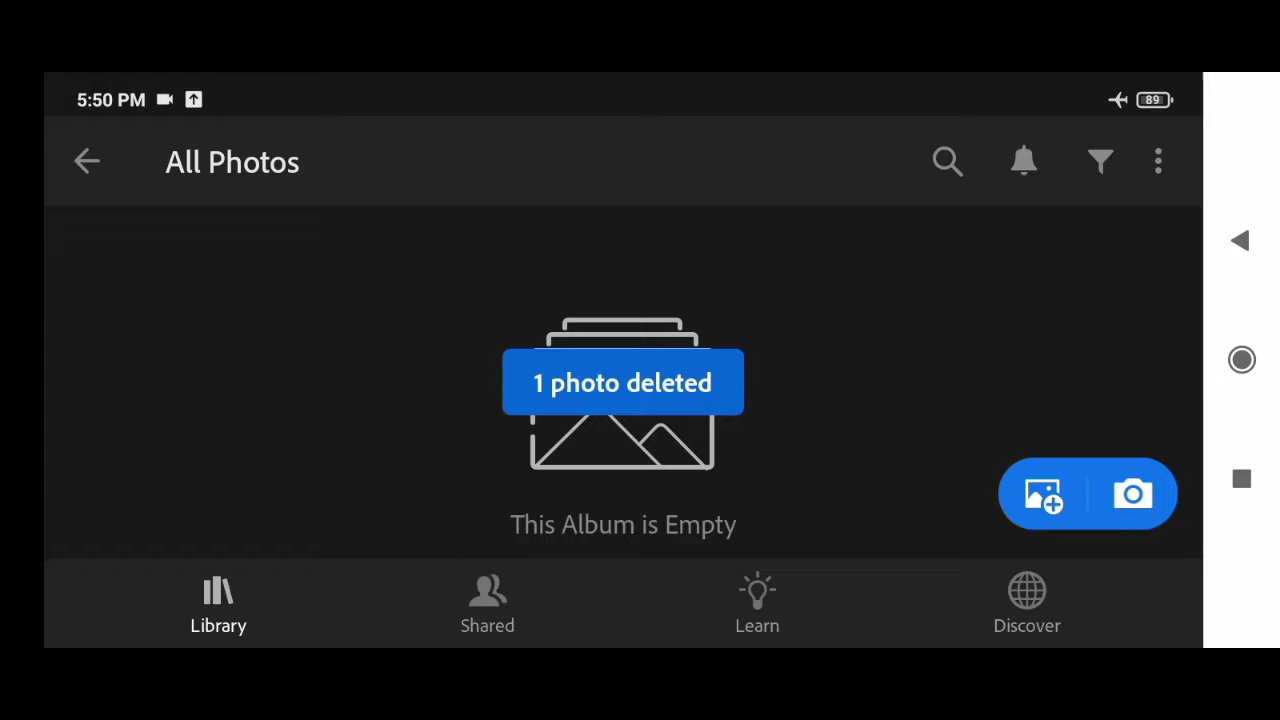 5:50 PM
89
All Photos
1 photo deleted
This Album is Empty
Library
Shared
Learn
Discover